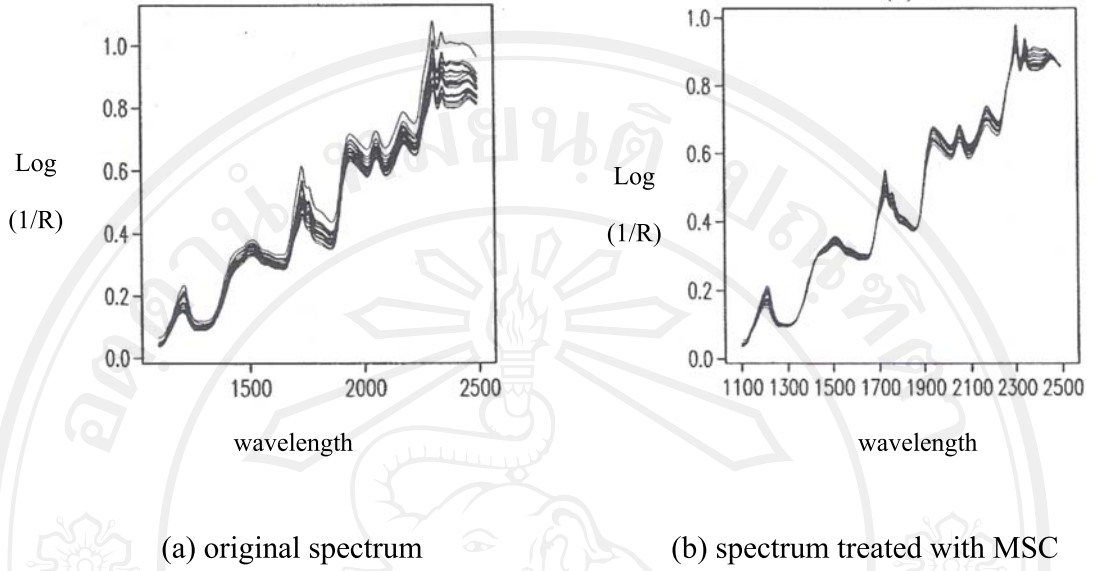 1.0
0.8
0.6
0.4
0.2
0.0
Log
(1/R)
1500 2000 2500
wavelength
(a) original spectrum
1.0
0.8
0.6
0.4
0.2
0.0
Log
(1/R)
1100 1300 1500 1700 1900 2100 2300 2500
wavelength
(b) spectrum treated with MSC